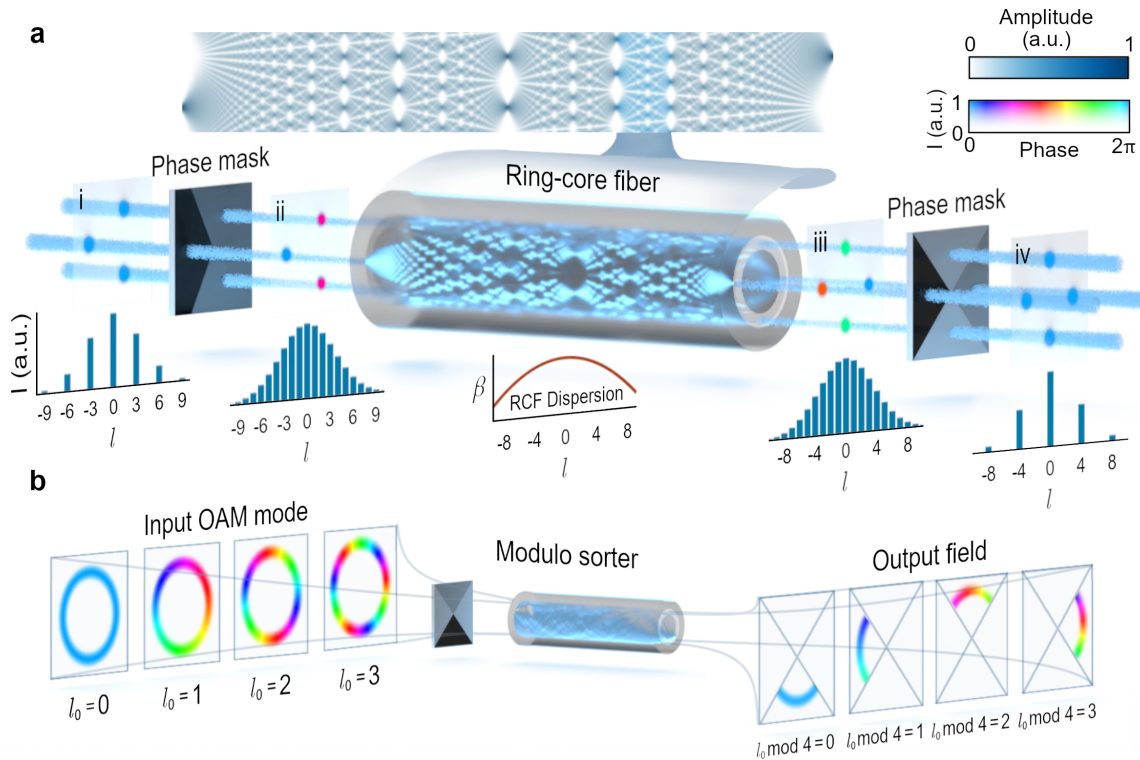 a
Amplitude
(a.u.)
0 1
I (a.u.)
1
0
0 Phase 2π
Phase mask
Ring-core fiber
Phase mask
i
ii
iii
iv
I (a.u.)
-9 -6 -3 0 3 6 9
l
-9 -6 -3 0 3 6 9
l
β
RCF Dispersion
-8 -4 0 4 8
l
-8 -4 0 4 8
l
-8 -4 0 4 8
l
b
Input OAM mode
Modulo sorter
Output field
l₀ = 0
l₀ = 1
l₀ = 2
l₀ = 3
l₀ mod 4 = 0
l₀ mod 4 = 1
l₀ mod 4 = 2
l₀ mod 4 = 3